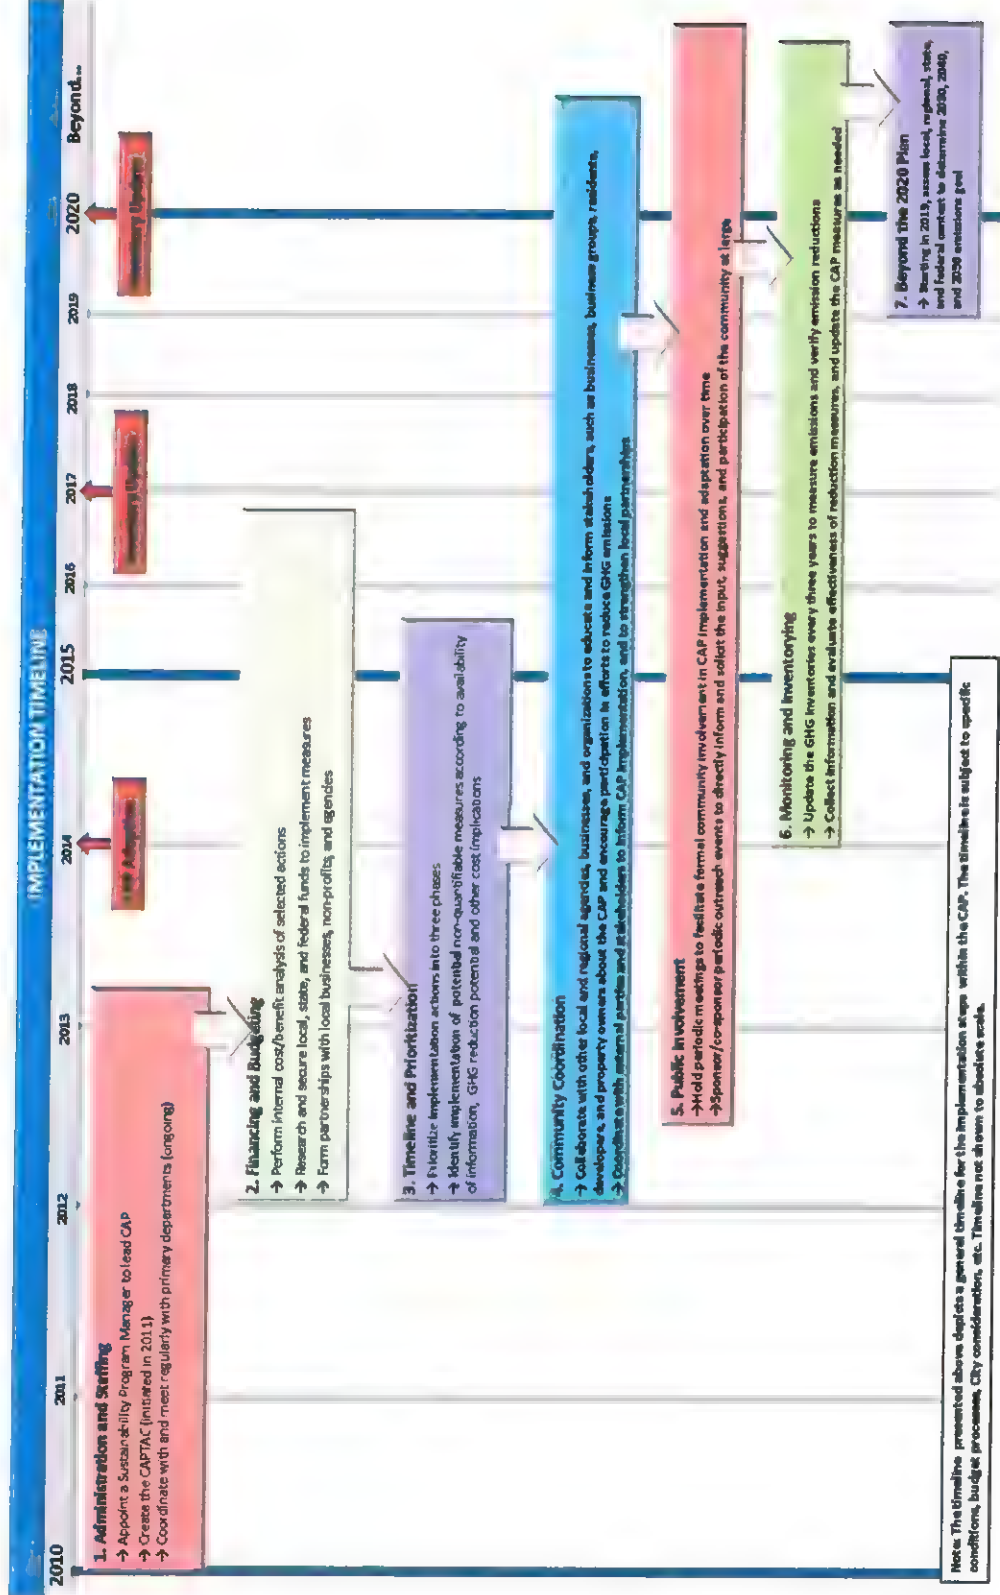 IMPLEMENTATION TIMELINE
2010 2011 2012 2013 2014 2015 2016 2017 2018 2019 2020 Beyond...
Adoption
Inventory Update
Inventory Update
1. Administration and Staffing
→ Appoint a Sustainability Program Manager to lead CAP
→ Create the CAPTAC (initiated in 2011)
→ Coordinate with and meet regularly with primary departments (ongoing)
2. Financing and Budgeting
→ Perform internal cost/benefit analysis of selected actions
→ Research and secure local, state, and federal funds to implement measures
→ Form partnerships with local businesses, non-profits, and agencies
3. Timeline and Prioritization
→ Prioritize implementation actions into three phases
→ Identify implementation of potential non-quantifiable measures according to availability
of information, GHG reduction potential and other cost implications
4. Community Coordination
→ Collaborate with other local and regional agencies, businesses, and organizations to educate and inform stakeholders, such as businesses, business groups, residents,
developers, and property owners about the CAP and encourage participation in efforts to reduce GHG emissions
→ Coordinate with external parties and stakeholders to inform CAP implementation, and to strengthen local partnerships
5. Public Involvement
→Hold periodic meetings to facilitate formal community involvement in CAP implementation and adaptation over time
→Sponsor/co-sponsor periodic outreach events to directly inform and solicit the input, suggestions, and participation of the community at large
6. Monitoring and Inventorying
→ Update the GHG inventories every three years to measure emissions and verify emission reductions
→ Collect information and evaluate effectiveness of reduction measures, and update the CAP measures as needed
7. Beyond the 2020 Plan
→ Starting in 2019, assess local, regional, state,
and federal context to determine 2030, 2040,
and 2050 emissions goal
Note: The timeline presented above depicts a general timeline for the implementation steps within the CAP. The timeline is subject to specific
conditions, budget processes, City consideration, etc. Timeline not shown to absolute scale.